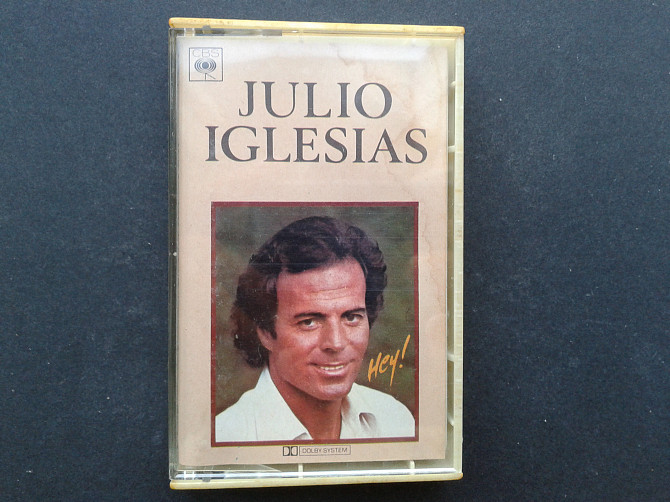 CBS
JULIO
IGLESIAS
Hey!
DOLBY SYSTEM